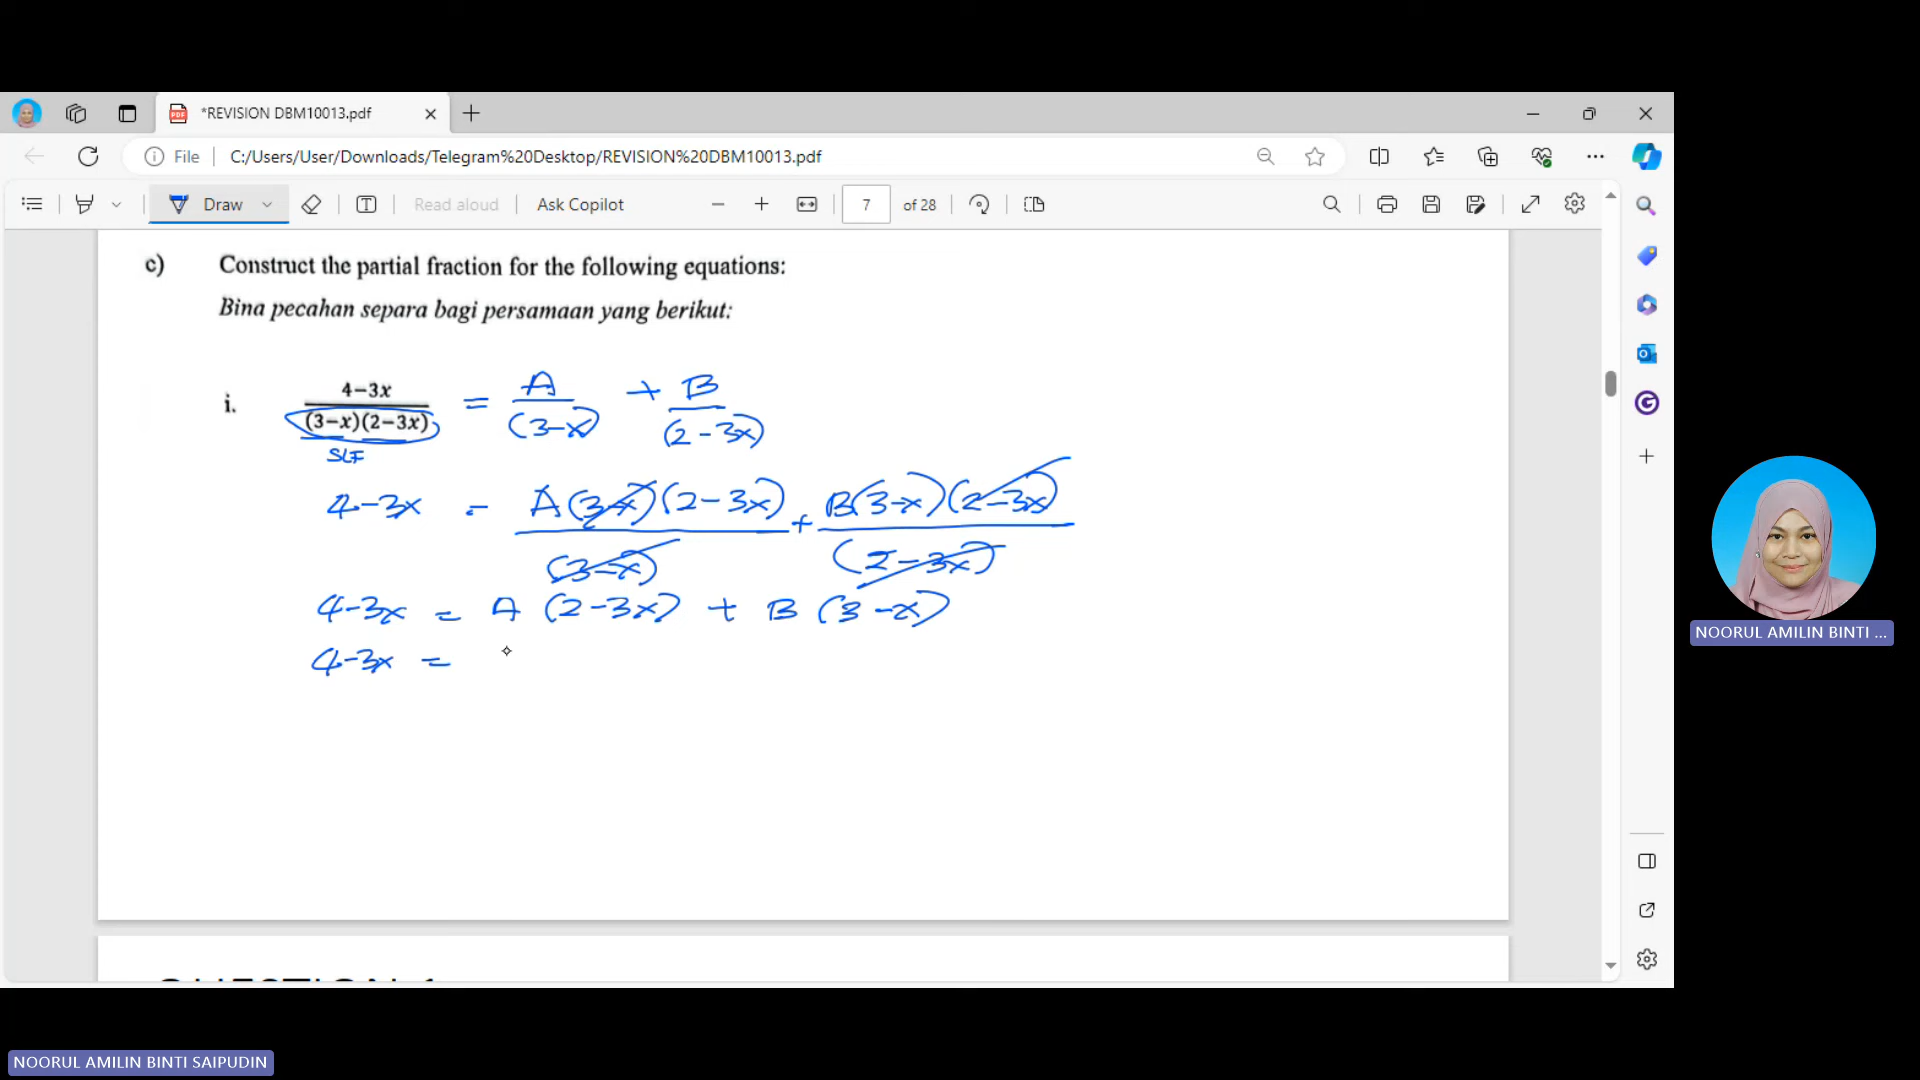 *REVISION DBM10013.pdf
File
C:/Users/User/Downloads/Telegram%20Desktop/REVISION%20DBM10013.pdf
Draw
Read aloud
Ask Copilot
7 of 28
c) Construct the partial fraction for the following equations:
Bina pecahan separa bagi persamaan yang berikut:
i. 4-3x / (3-x)(2-3x) = A / (3-x) + B / (2-3x)
SLF
4-3x = A(3-x)(2-3x) / (3-x) + B(3-x)(2-3x) / (2-3x)
4-3x = A (2-3x) + B (3-x)
4-3x =
NOORUL AMILIN BINTI ...
NOORUL AMILIN BINTI SAIPUDIN